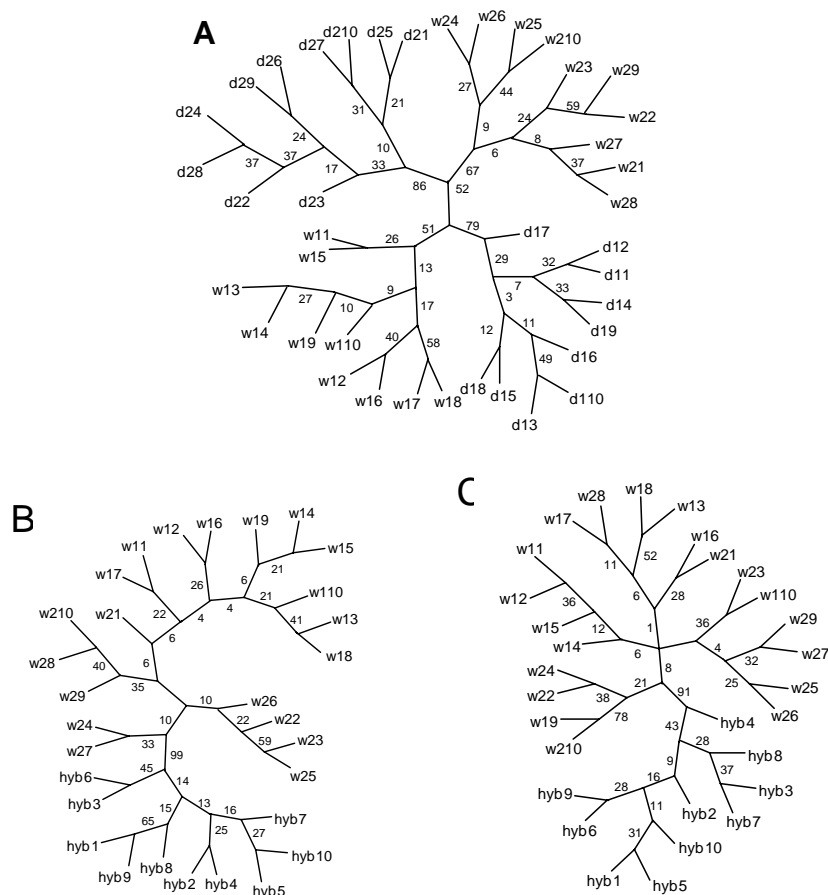 A
d27
d210
d25
d21
w24
w26
w25
w210
d26
d29
d24
d28
d22
d23
w23
w29
w22
w27
w21
w28
31
21
10
24
37
37
17
33
86
52
67
9
27
44
6
24
59
8
37
w11
w15
w13
w14
w19
w110
w12
w16
w17
w18
51
26
13
9
27
10
17
40
58
d17
d12
d11
d14
d19
d16
d18
d15
d110
d13
79
29
32
7
33
3
12
11
49
B
w12
w16
w19
w14
w15
w11
w17
w110
w13
w18
w210
w21
w28
w29
w24
w27
w26
w22
w23
w25
hyb6
hyb3
hyb1
hyb9
hyb8
hyb2
hyb4
hyb7
hyb10
hyb5
26
6
21
22
4
4
21
41
6
6
40
35
10
10
22
59
33
99
45
14
15
65
13
25
16
27
C
w28
w18
w13
w17
w16
w21
w11
w12
w15
w14
w23
w110
w29
w27
w25
w26
w24
w22
w19
w210
hyb4
hyb8
hyb3
hyb7
hyb2
hyb9
hyb6
hyb10
hyb1
hyb5
11
52
6
28
36
12
1
36
6
4
32
8
25
21
38
78
91
43
28
9
37
28
16
11
31